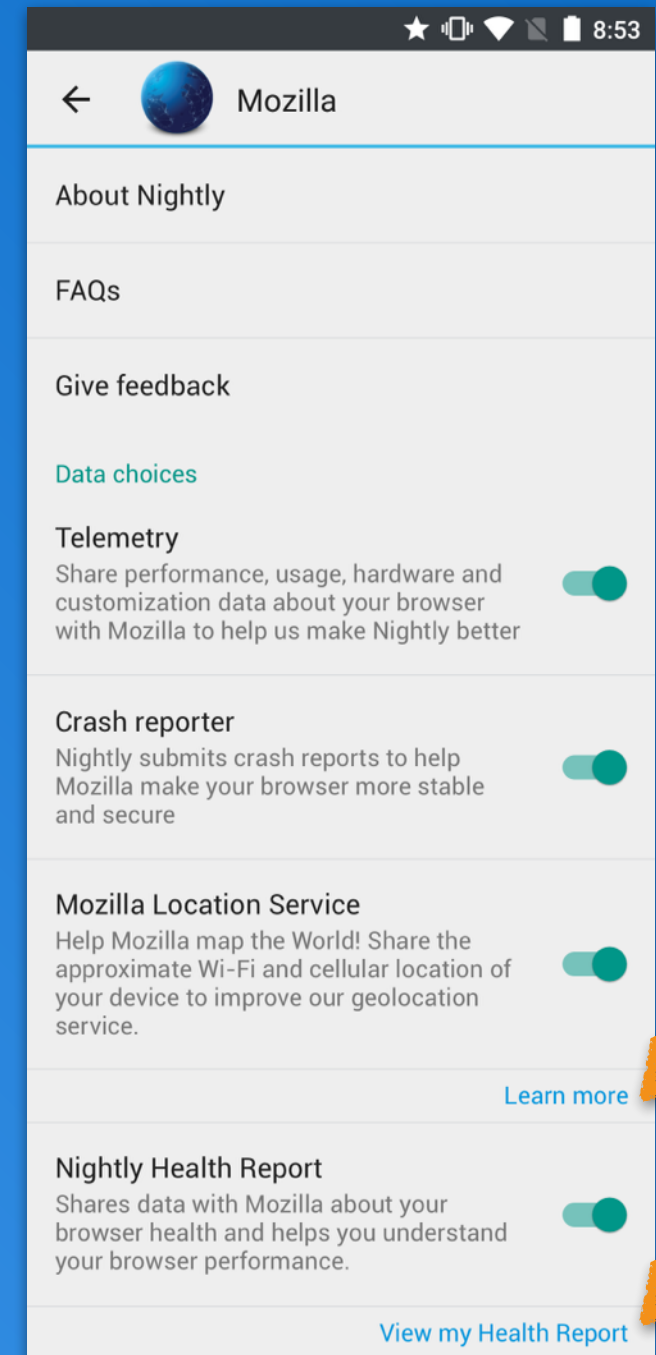 8:53
Mozilla
About Nightly
FAQs
Give feedback
Data choices
Telemetry
Share performance, usage, hardware and
customization data about your browser
with Mozilla to help us make Nightly better
Crash reporter
Nightly submits crash reports to help
Mozilla make your browser more stable
and secure
Mozilla Location Service
Help Mozilla map the World! Share the
approximate Wi-Fi and cellular location of
your device to improve our geolocation
service.
Learn more
Nightly Health Report
Shares data with Mozilla about your
browser health and helps you understand
your browser performance.
View my Health Report